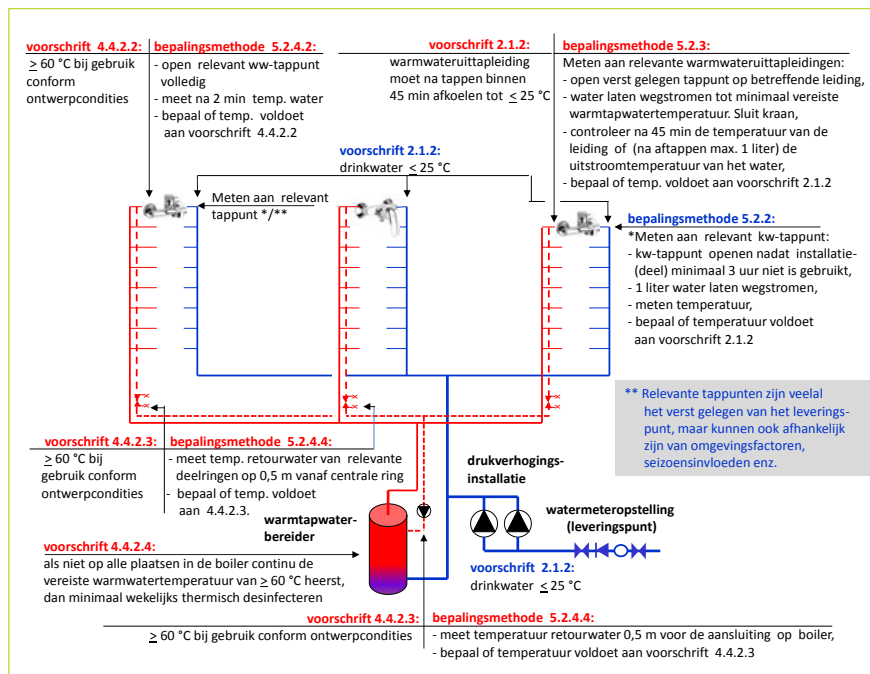 voorschrift 4.4.2.2:
> 60 °C bij gebruik
conform
ontwerpcondities
bepalingsmethode 5.2.4.2:
- open relevant ww-tappunt
volledig
- meet na 2 min temp. water
- bepaal of temp. voldoet
aan voorschrift 4.4.2.2
voorschrift 2.1.2:
warmwateruittapleiding
moet na tappen binnen
45 min afkoelen tot < 25 °C
bepalingsmethode 5.2.3:
Meten aan relevante warmwateruittapleidingen:
- open verst gelegen tappunt op betreffende leiding,
- water laten wegstromen tot minimaal vereiste
warmtapwatertemperatuur. Sluit kraan,
- controleer na 45 min de temperatuur van de
leiding of (na aftappen max. 1 liter) de
uitstroomtemperatuur van het water,
- bepaal of temp. voldoet aan voorschrift 2.1.2
voorschrift 2.1.2:
drinkwater < 25 °C
Meten aan relevant
tappunt */**
bepalingsmethode 5.2.2:
*Meten aan relevant kw-tappunt:
- kw-tappunt openen nadat installatie-
(deel) minimaal 3 uur niet is gebruikt,
- 1 liter water laten wegstromen,
- meten temperatuur,
- bepaal of temperatuur voldoet
aan voorschrift 2.1.2
** Relevante tappunten zijn veelal
het verst gelegen van het leverings-
punt, maar kunnen ook afhankelijk
zijn van omgevingsfactoren,
seizoensinvloeden enz.
voorschrift 4.4.2.3:
> 60 °C bij
gebruik conform
ontwerpcondities
bepalingsmethode 5.2.4.4:
- meet temp. retourwater van relevante
deelringen op 0,5 m vanaf centrale ring
- bepaal of temp. voldoet
aan 4.4.2.3.
drukverhogings-
installatie
watermeteropstelling
(leveringspunt)
warmtapwater-
bereider
voorschrift 4.4.2.4:
als niet op alle plaatsen in de boiler continu de
vereiste warmwatertemperatuur van > 60 °C heerst,
dan minimaal wekelijks thermisch desinfecteren
voorschrift 2.1.2:
drinkwater < 25 °C
voorschrift 4.4.2.3:
> 60 °C bij gebruik conform ontwerpcondities
bepalingsmethode 5.2.4.4:
- meet temperatuur retourwater 0,5 m voor de aansluiting op boiler,
- bepaal of temperatuur voldoet aan voorschrift 4.4.2.3